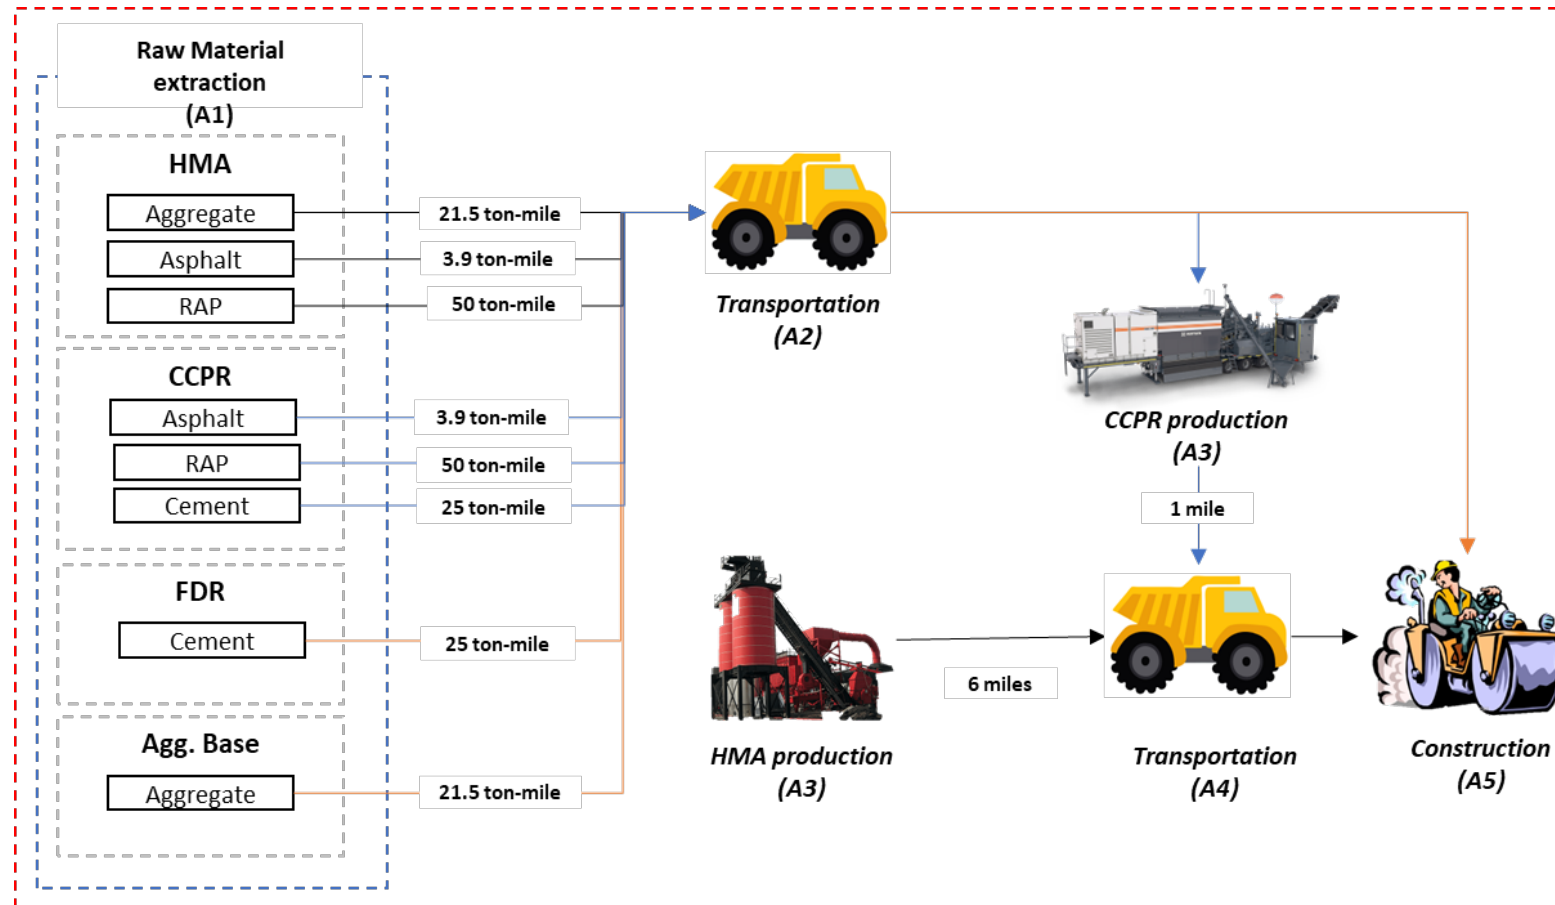 Raw Material
extraction
(A1)
HMA
Aggregate
21.5 ton-mile
Asphalt
3.9 ton-mile
RAP
50 ton-mile
CCPR
Asphalt
3.9 ton-mile
RAP
50 ton-mile
Cement
25 ton-mile
FDR
Cement
25 ton-mile
Agg. Base
Aggregate
21.5 ton-mile
Transportation
(A2)
CCPR production
(A3)
1 mile
HMA production
(A3)
6 miles
Transportation
(A4)
Construction
(A5)